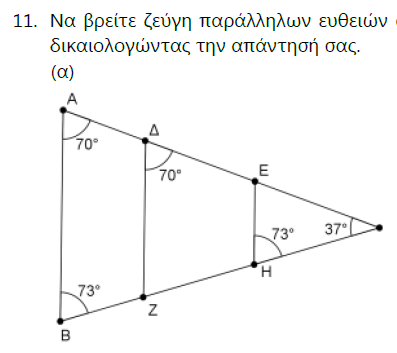 11. Να βρείτε ζεύγη παράλληλων ευθειών
δικαιολογώντας την απάντησή σας.
(α)
A
Δ
70°
70°
E
73°
37°
H
73°
Z
B